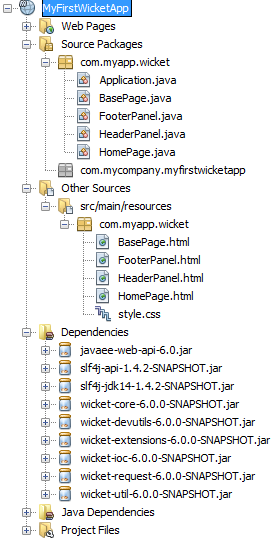 MyFirstWicketApp
Web Pages
Source Packages
com.myapp.wicket
Application.java
BasePage.java
FooterPanel.java
HeaderPanel.java
HomePage.java
com.mycompany.myfirstwicketapp
Other Sources
src/main/resources
com.myapp.wicket
BasePage.html
FooterPanel.html
HeaderPanel.html
HomePage.html
style.css
Dependencies
javaee-web-api-6.0.jar
slf4j-api-1.4.2-SNAPSHOT.jar
slf4j-jdk14-1.4.2-SNAPSHOT.jar
wicket-core-6.0.0-SNAPSHOT.jar
wicket-devutils-6.0.0-SNAPSHOT.jar
wicket-extensions-6.0.0-SNAPSHOT.jar
wicket-ioc-6.0.0-SNAPSHOT.jar
wicket-request-6.0.0-SNAPSHOT.jar
wicket-util-6.0.0-SNAPSHOT.jar
Java Dependencies
Project Files